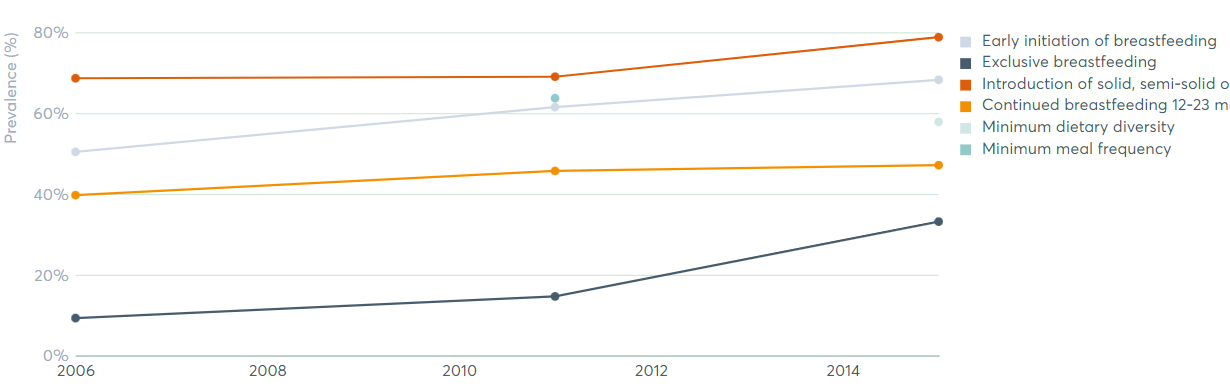 Prevalence (%)
80%
60%
40%
20%
0%
2006 2008 2010 2012 2014
Early initiation of breastfeeding
Exclusive breastfeeding
Introduction of solid, semi-solid o
Continued breastfeeding 12-23 m
Minimum dietary diversity
Minimum meal frequency